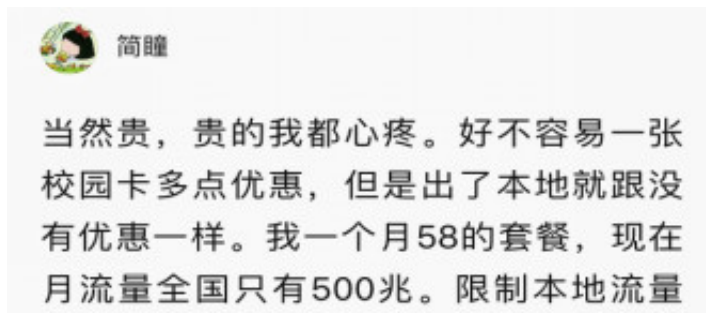 简瞳
当然贵，贵的我都心疼。好不容易一张
校园卡多点优惠，但是出了本地就跟没
有优惠一样。我一个月58的套餐，现在
月流量全国只有500兆。限制本地流量